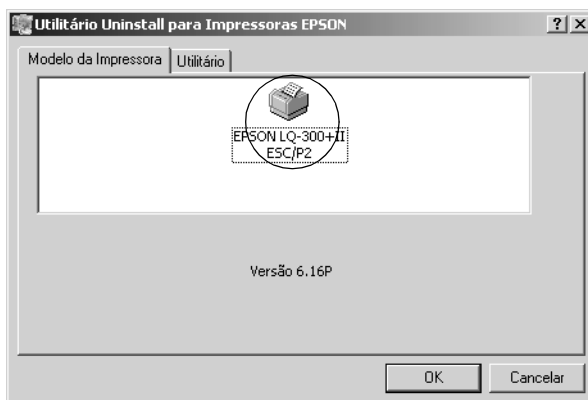 Utilitário Uninstall para Impressoras EPSON
Modelo da Impressora
Utilitário
EPSON LQ-300+II
ESC/P2
Versão 6.16P
OK
Cancelar